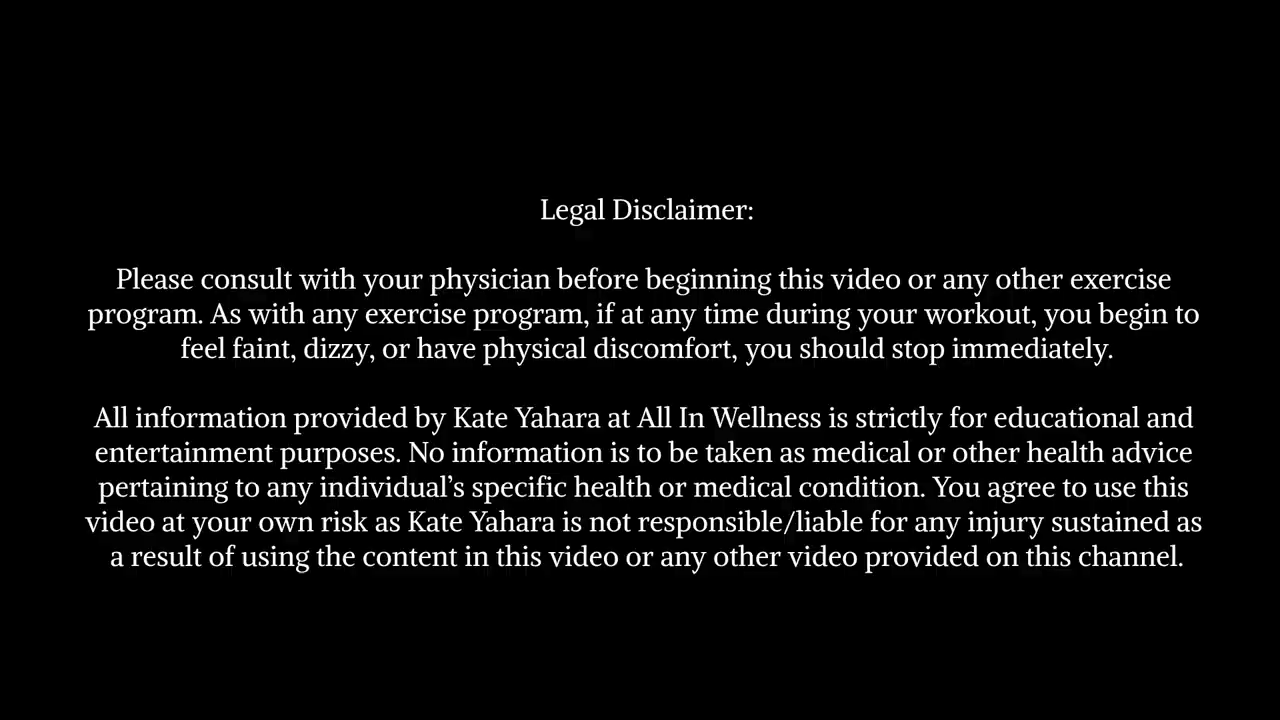 Legal Disclaimer:
Please consult with your physician before beginning this video or any other exercise
program. As with any exercise program, if at any time during your workout, you begin to
feel faint, dizzy, or have physical discomfort, you should stop immediately.
All information provided by Kate Yahara at All In Wellness is strictly for educational and
entertainment purposes. No information is to be taken as medical or other health advice
pertaining to any individual’s specific health or medical condition. You agree to use this
video at your own risk as Kate Yahara is not responsible/liable for any injury sustained as
a result of using the content in this video or any other video provided on this channel.